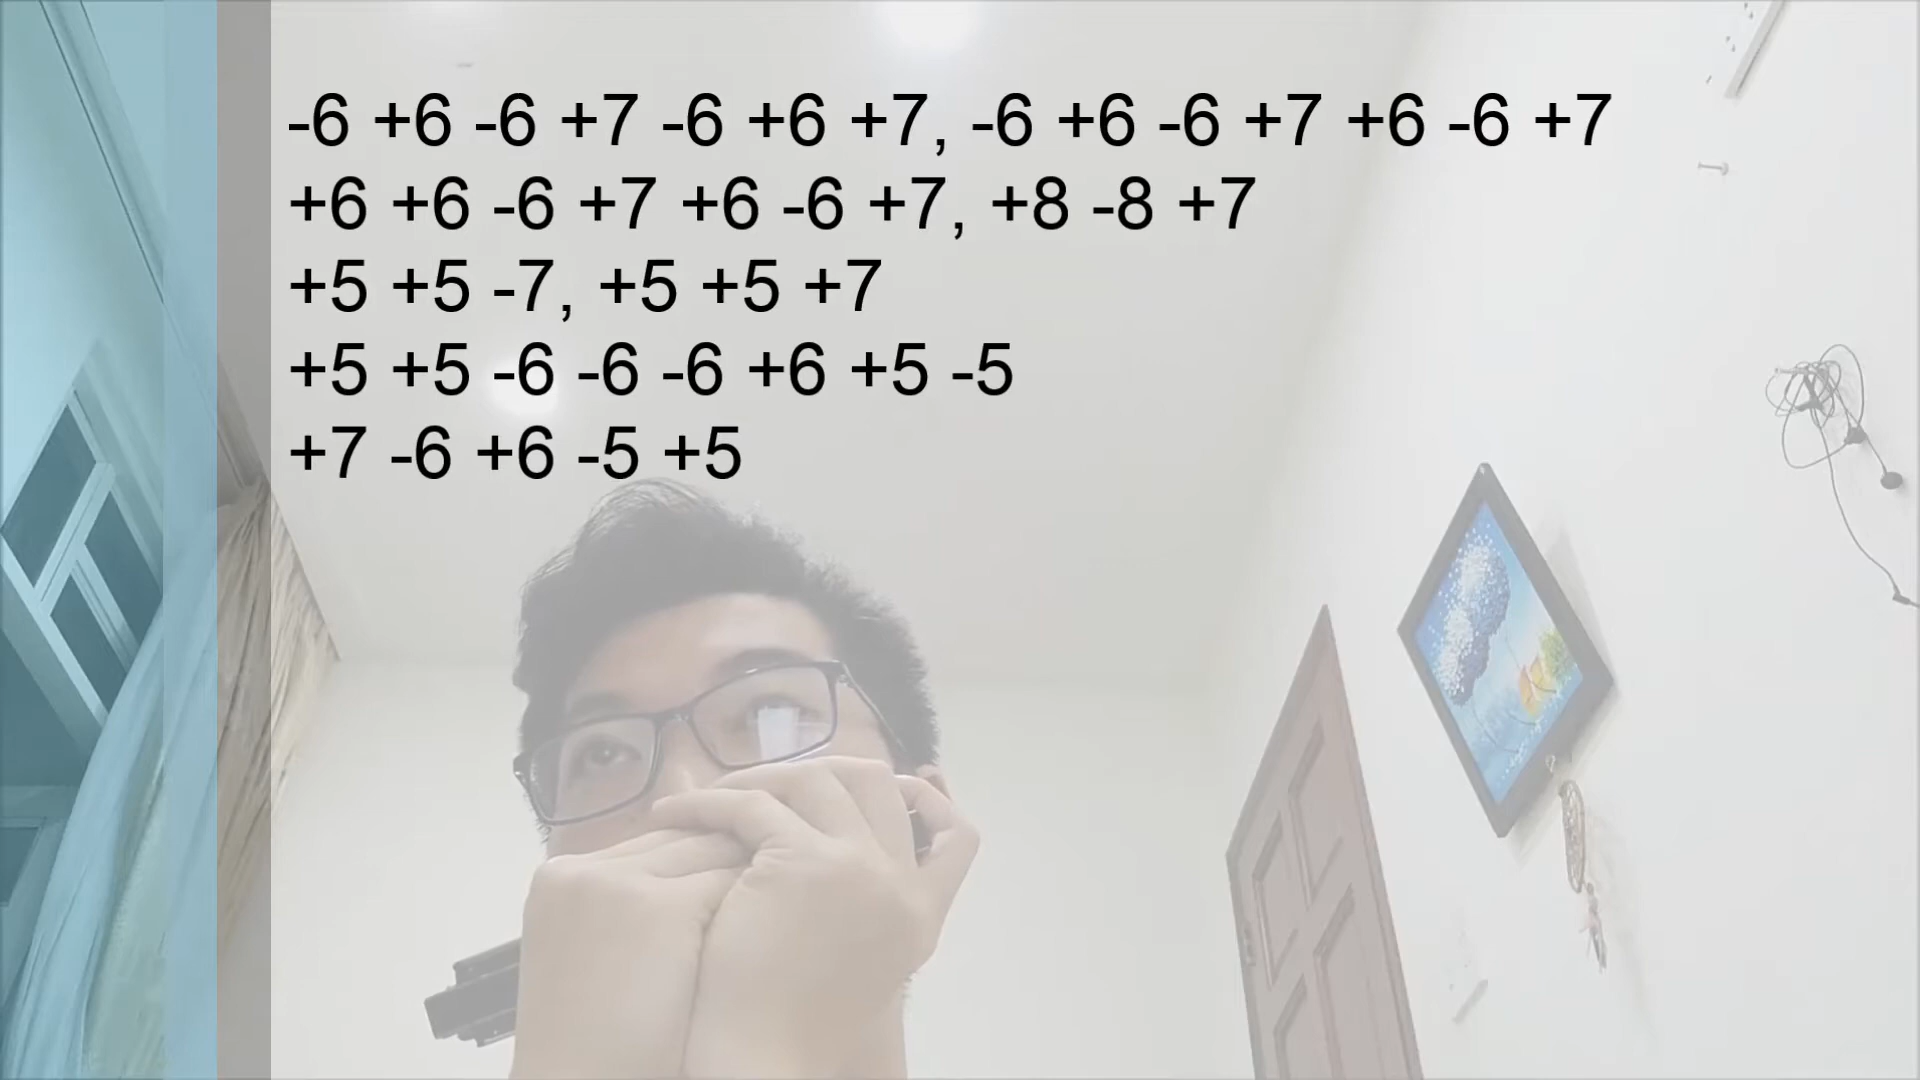 -6 +6 -6 +7 -6 +6 +7, -6 +6 -6 +7 +6 -6 +7
+6 +6 -6 +7 +6 -6 +7, +8 -8 +7
+5 +5 -7, +5 +5 +7
+5 +5 -6 -6 -6 +6 +5 -5
+7 -6 +6 -5 +5